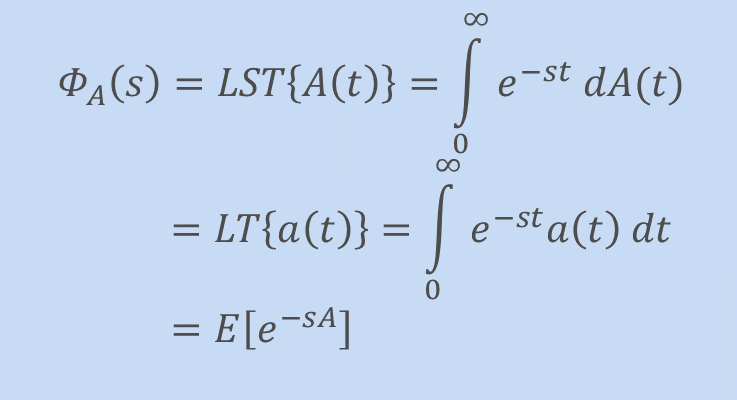 Φ_A(s) = LST{A(t)} = ∫_0^∞ e^{−st} dA(t)
= LT{a(t)} = ∫_0^∞ e^{−st} a(t) dt
= E[e^{−sA}]